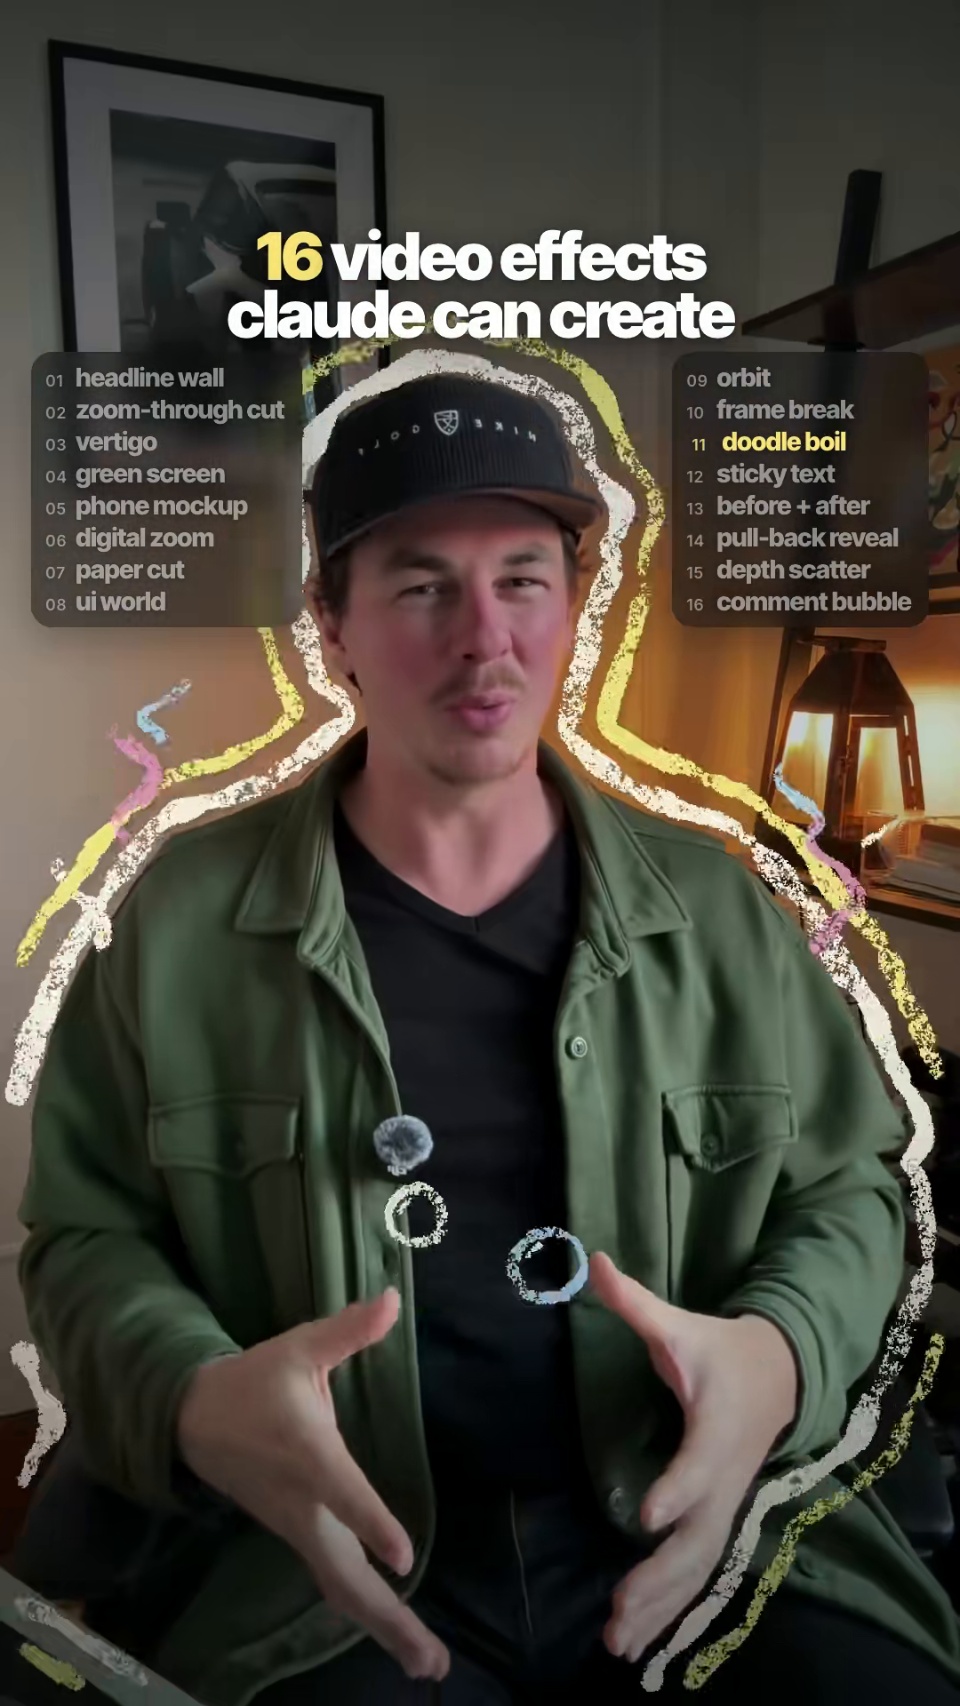 16 video effects
claude can create
01 headline wall
02 zoom-through cut
03 vertigo
04 green screen
05 phone mockup
06 digital zoom
07 paper cut
08 ui world
09 orbit
10 frame break
11 doodle boil
12 sticky text
13 before + after
14 pull-back reveal
15 depth scatter
16 comment bubble
NIKE GOLF